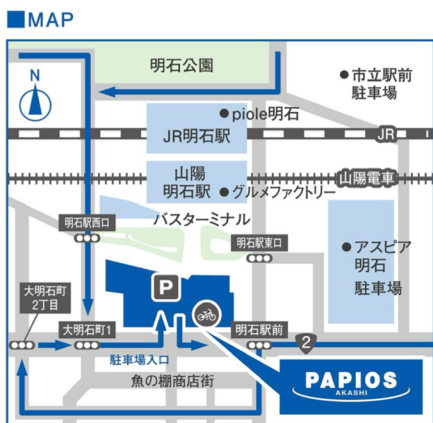 MAP
明石公園
N
市立駅前
駐車場
piole明石
JR明石駅
JR
山陽
明石駅
山陽電車
グルメファクトリー
明石駅西口
バスターミナル
明石駅東口
アスピア
明石
駐車場
P
大明石町
2丁目
大明石町1
明石駅前
2
駐車場入口
魚の棚商店街
PAPIOS
AKASHI